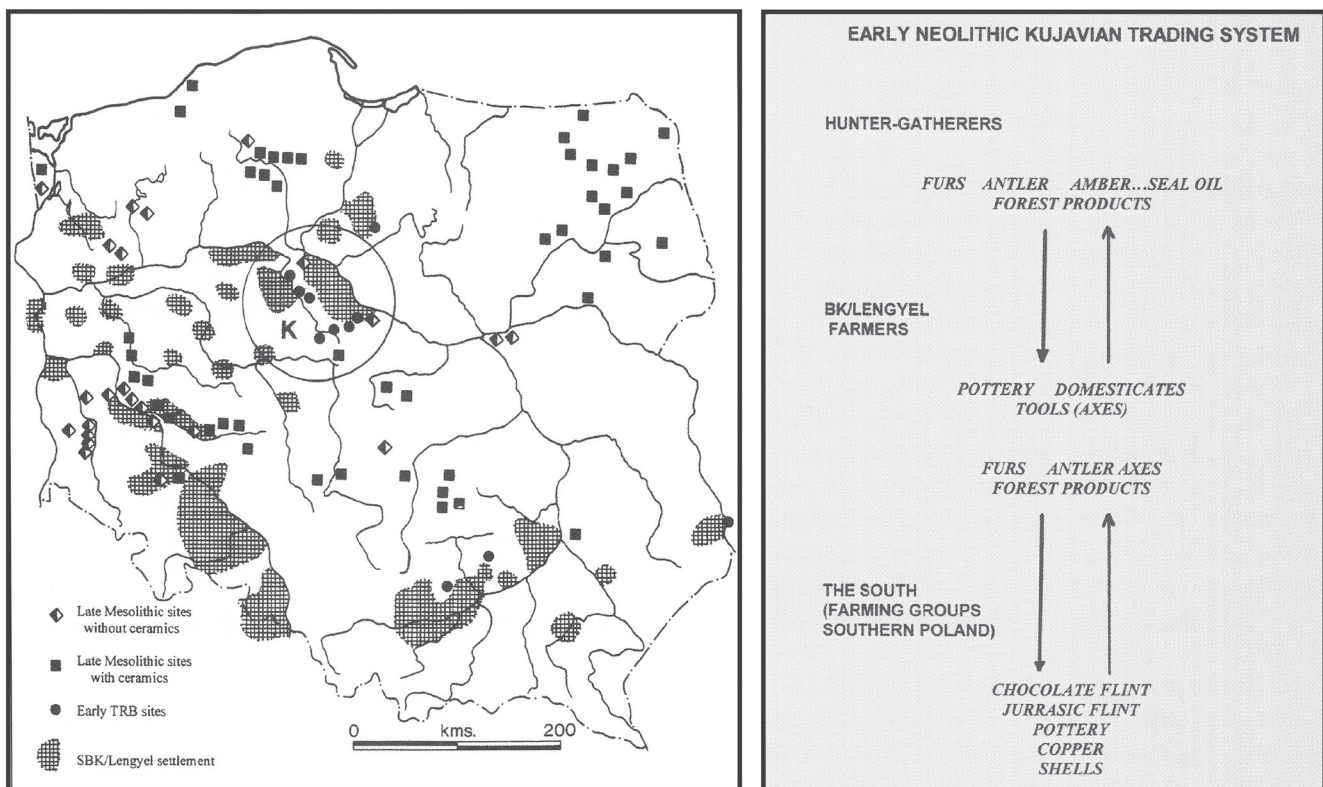 K
Late Mesolithic sites
without ceramics
Late Mesolithic sites
with ceramics
Early TRB sites
SBK/Lengyel settlement
0 kms. 200
EARLY NEOLITHIC KUJAVIAN TRADING SYSTEM
HUNTER-GATHERERS
FURS ANTLER AMBER...SEAL OIL
FOREST PRODUCTS
BK/LENGYEL
FARMERS
POTTERY DOMESTICATES
TOOLS (AXES)
FURS ANTLER AXES
FOREST PRODUCTS
THE SOUTH
(FARMING GROUPS
SOUTHERN POLAND)
CHOCOLATE FLINT
JURRASIC FLINT
POTTERY
COPPER
SHELLS